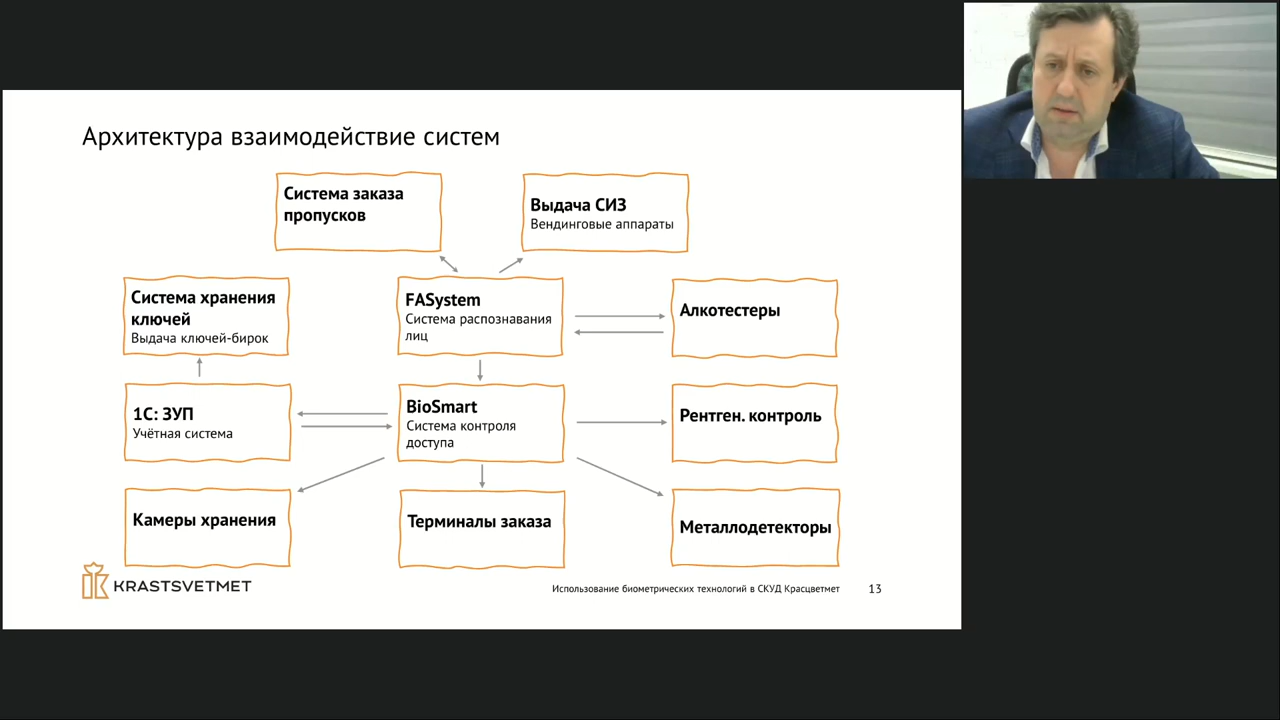 Архитектура взаимодействие систем
Система заказа
пропусков
Выдача СИЗ
Вендинговые аппараты
Система хранения
ключей
Выдача ключей-бирок
FASystem
Система распознавания
лиц
Алкотестеры
1С: ЗУП
Учётная система
BioSmart
Система контроля
доступа
Рентген. контроль
Камеры хранения
Терминалы заказа
Металлодетекторы
KRASTSVETMET
Использование биометрических технологий в СКУД Красцветмет
13